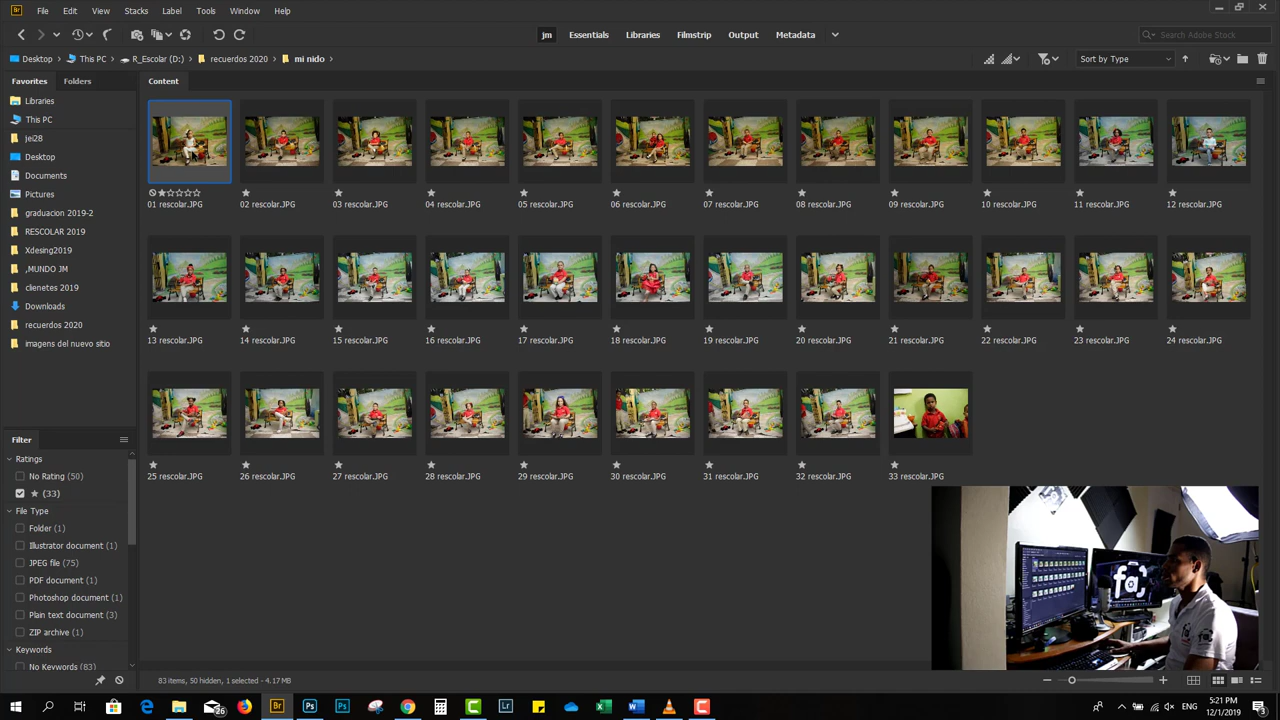 Br File Edit View Stacks Label Tools Window Help
jm Essentials Libraries Filmstrip Output Metadata Search Adobe Stock
Desktop > This PC > R_Escolar (D:) > recuerdos 2020 > mi nido > Sort by Type
Favorites Folders Content
Libraries
This PC
jei28
Desktop
Documents
Pictures
graduacion 2019-2
RESCOLAR 2019
Xdesing2019
,MUNDO JM
clienetes 2019
Downloads
recuerdos 2020
imagens del nuevo sitio
01 rescolar.JPG 02 rescolar.JPG 03 rescolar.JPG 04 rescolar.JPG 05 rescolar.JPG 06 rescolar.JPG 07 rescolar.JPG 08 rescolar.JPG 09 rescolar.JPG 10 rescolar.JPG 11 rescolar.JPG 12 rescolar.JPG
13 rescolar.JPG 14 rescolar.JPG 15 rescolar.JPG 16 rescolar.JPG 17 rescolar.JPG 18 rescolar.JPG 19 rescolar.JPG 20 rescolar.JPG 21 rescolar.JPG 22 rescolar.JPG 23 rescolar.JPG 24 rescolar.JPG
25 rescolar.JPG 26 rescolar.JPG 27 rescolar.JPG 28 rescolar.JPG 29 rescolar.JPG 30 rescolar.JPG 31 rescolar.JPG 32 rescolar.JPG 33 rescolar.JPG
Filter
Ratings
No Rating (50)
(33)
File Type
Folder (1)
Illustrator document (1)
JPEG file (75)
PDF document (1)
Photoshop document (1)
Plain text document (3)
ZIP archive (1)
Keywords
No Keywords (83)
83 items, 50 hidden, 1 selected - 4.17 MB
26 Br Ps Ps Lr ENG 5:21 PM
12/1/2019 3